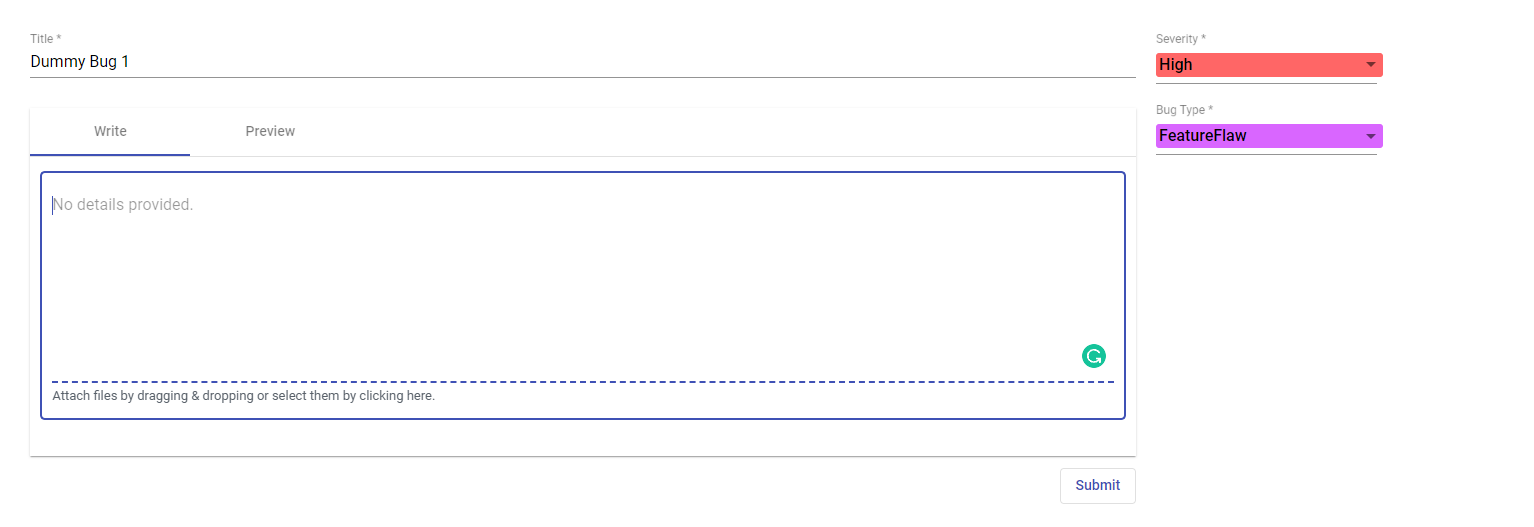 Title *
Dummy Bug 1
Severity *
High
Bug Type *
FeatureFlaw
Write
Preview
No details provided.
Attach files by dragging & dropping or select them by clicking here.
Submit